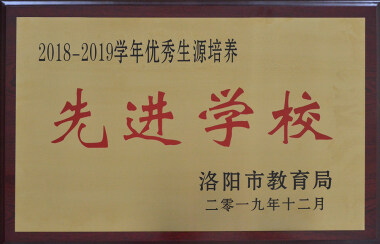 2018-2019学年优秀生源培养
先进学校
洛阳市教育局
二零一九年十二月